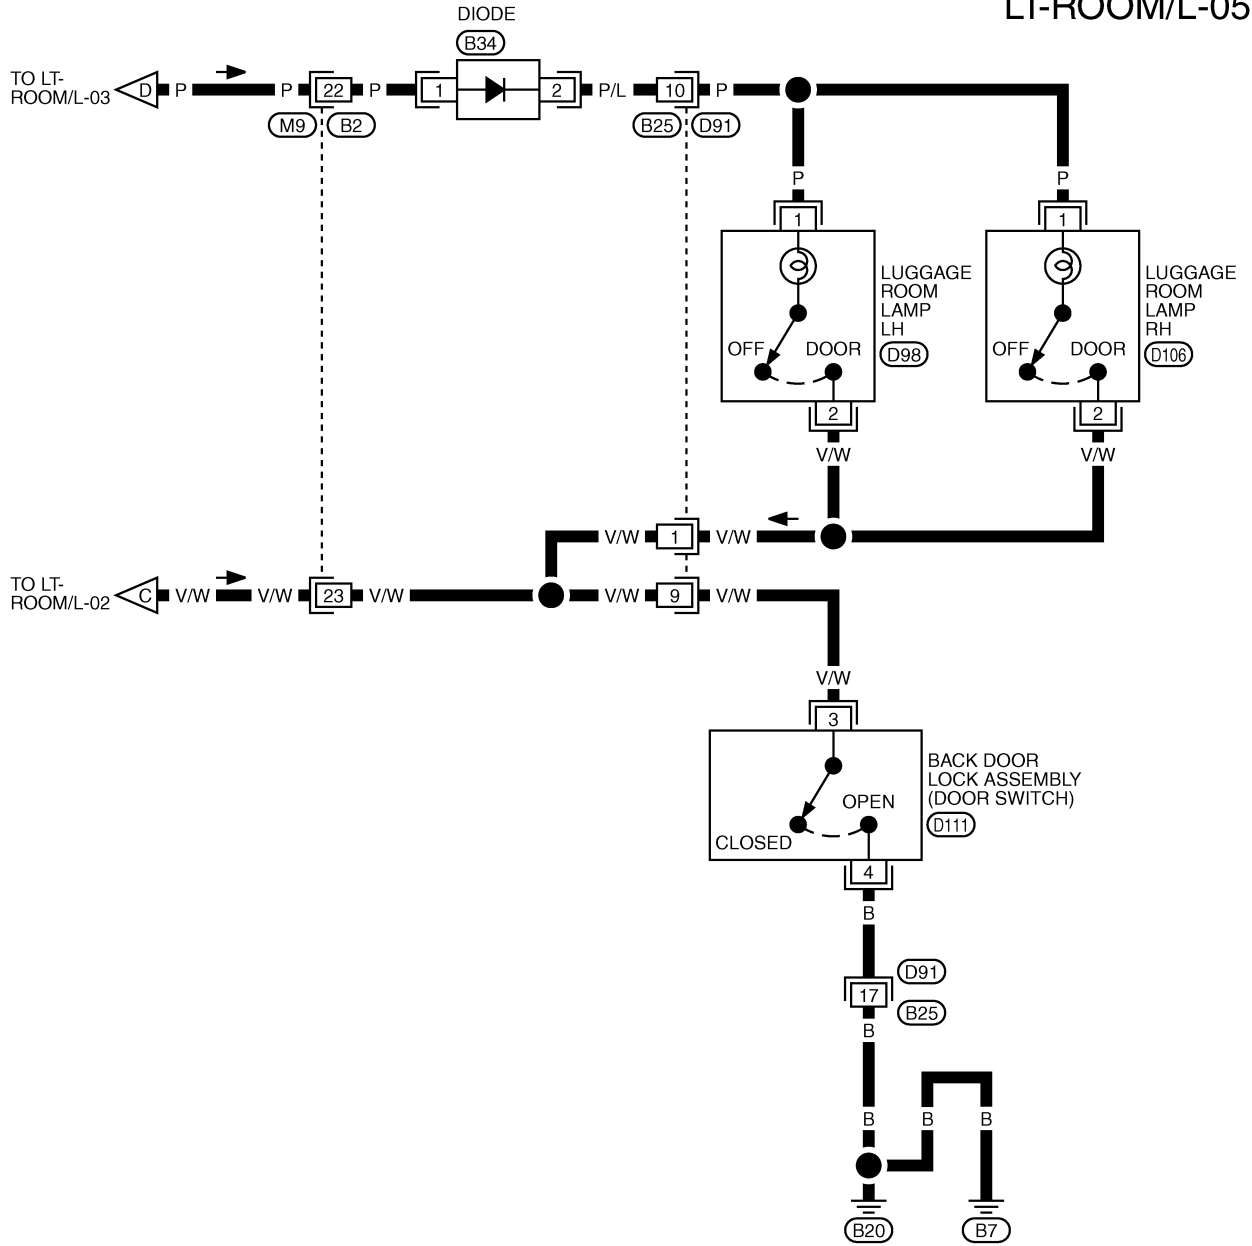 LT-ROOM/L-05
DIODE
B34
TO LT-
ROOM/L-03
D
P
P
22
P
1
2
P/L
10
P
M9
B2
B25
D91
P
P
1
1
LUGGAGE
ROOM
LAMP
LH
D98
OFF
DOOR
LUGGAGE
ROOM
LAMP
RH
D106
OFF
DOOR
2
2
V/W
V/W
V/W
1
V/W
TO LT-
ROOM/L-02
C
V/W
V/W
23
V/W
V/W
9
V/W
V/W
3
BACK DOOR
LOCK ASSEMBLY
(DOOR SWITCH)
D111
OPEN
CLOSED
4
B
D91
17
B25
B
B
B
B
B20
B7